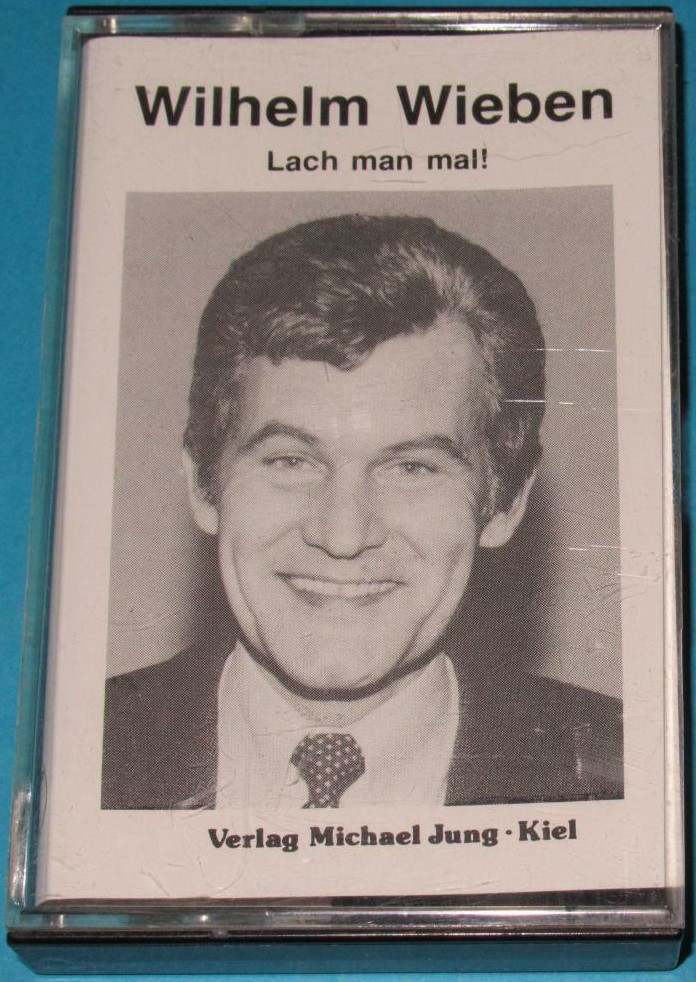 Wilhelm Wieben
Lach man mal!
Verlag Michael Jung · Kiel